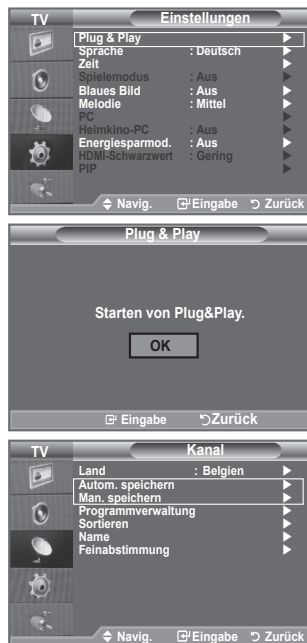 TV Einstellungen
Plug & Play
Sprache : Deutsch
Zeit
Spielemodus : Aus
Blaues Bild : Aus
Melodie : Mittel
PC
Heimkino-PC : Aus
Energiesparmod. : Aus
HDMI-Schwarzwert : Gering
PIP
Navig. Eingabe Zurück
Plug & Play
Starten von Plug&Play.
OK
Eingabe Zurück
TV Kanal
Land : Belgien
Autom. speichern
Man. speichern
Programmverwaltung
Sortieren
Name
Feinabstimmung
Navig. Eingabe Zurück